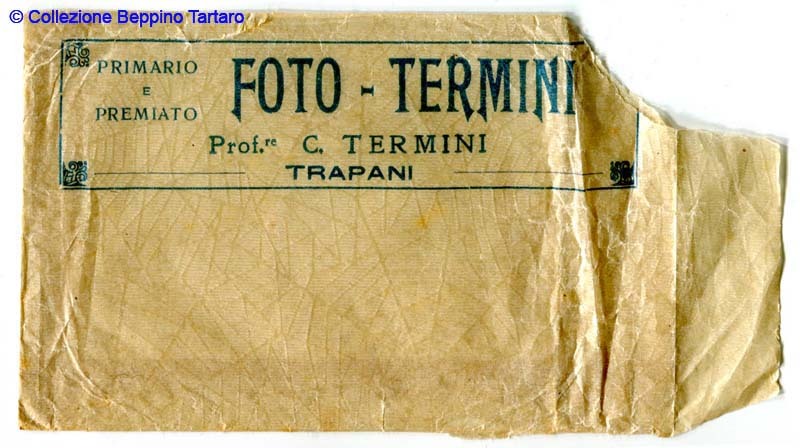 © Collezione Beppino Tartaro
PRIMARIO
E
PREMIATO
FOTO - TERMINI
Prof.re C. TERMINI
TRAPANI